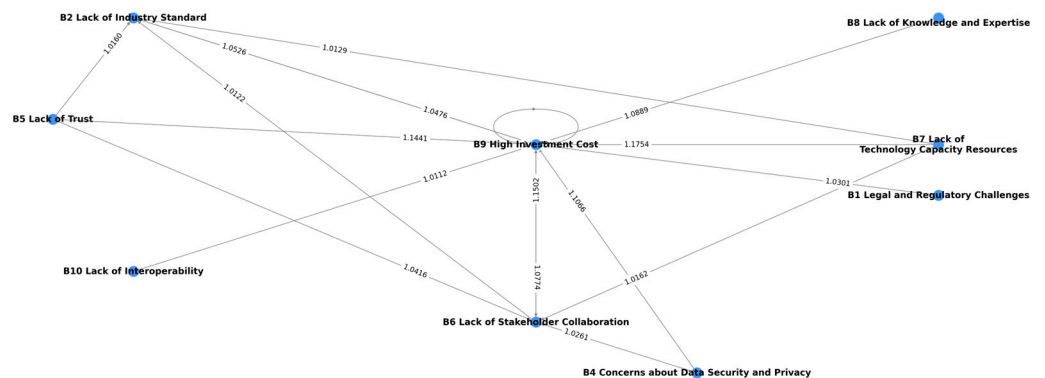 B2 Lack of Industry Standard
B8 Lack of Knowledge and Expertise
1.0160
1.0526
1.0129
1.0122
1.0476
1.0889
B5 Lack of Trust
1.1441
B9 High Investment Cost
1.1754
B7 Lack of
Technology Capacity Resources
1.0112
1.0301
1.1502
1.1066
B1 Legal and Regulatory Challenges
B10 Lack of Interoperability
1.0416
1.0774
1.0162
B6 Lack of Stakeholder Collaboration
1.0261
B4 Concerns about Data Security and Privacy